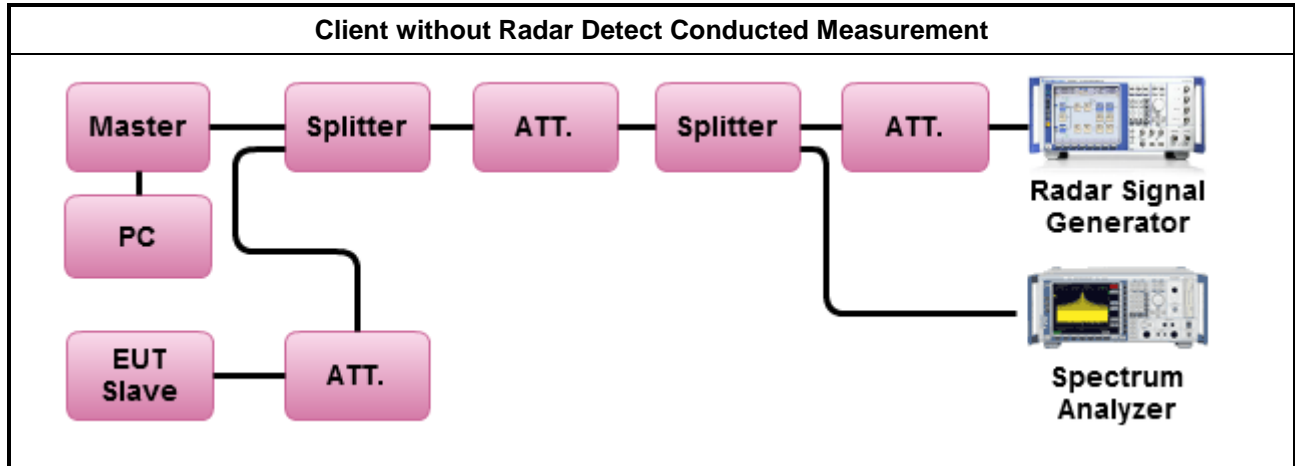 Client without Radar Detect Conducted Measurement
Master
Splitter
ATT.
Splitter
ATT.
Radar Signal
Generator
PC
EUT
Slave
ATT.
Spectrum
Analyzer